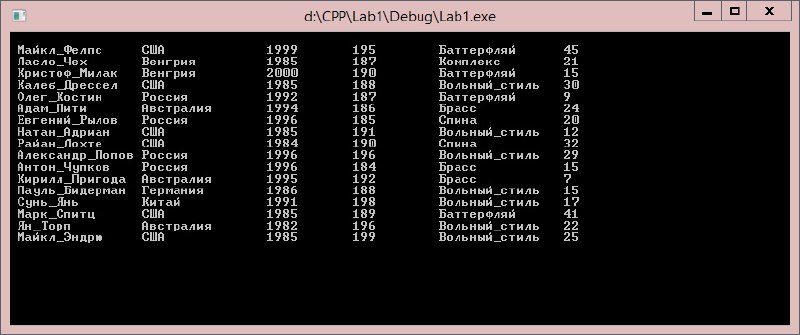 d:\CPP\Lab1\Debug\Lab1.exe
Майкл_Фелпс США 1999 195 Баттерфляй 45
Ласло_Чех Венгрия 1985 187 Комплекс 21
Христоф_Милак Венгрия 2000 190 Баттерфляй 15
Калеб_Дрессел США 1985 188 Вольный_стиль 30
Олег_Костин Россия 1992 187 Баттерфляй 9
Адам_Пити Австралия 1994 186 Брасс 24
Евгений_Рылов Россия 1996 185 Спина 20
Натан_Адриан США 1985 191 Вольный_стиль 12
Райан_Лохте США 1984 190 Спина 32
Александр_Попов Россия 1996 196 Вольный_стиль 29
Антон_Чупков Россия 1996 184 Брасс 15
Кирилл_Пригода Австралия 1995 192 Брасс 7
Пауль_Бидерман Германия 1986 188 Вольный_стиль 15
Сунь_Янь Китай 1991 198 Вольный_стиль 17
Марк_Спитц США 1985 189 Баттерфляй 41
Ян_Торп Австралия 1982 196 Вольный_стиль 22
Майкл_Эндрю США 1985 199 Вольный_стиль 25